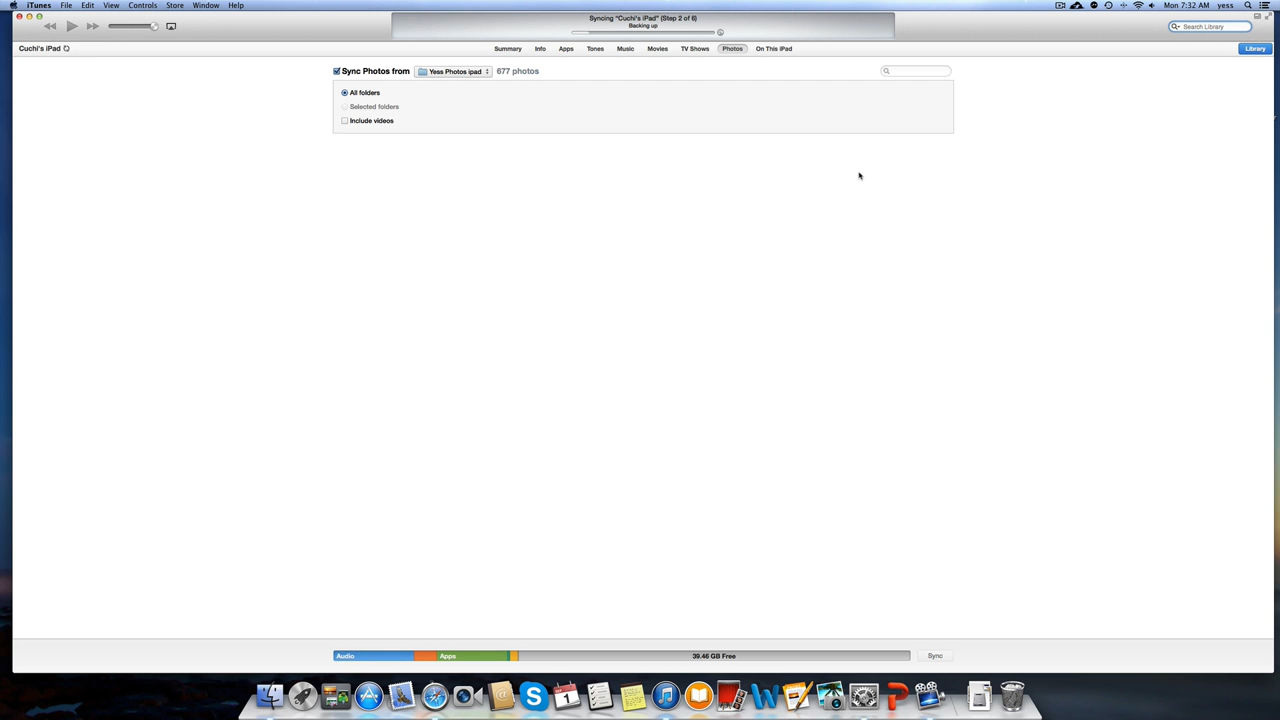 iTunes File Edit View Controls Store Window Help Mon 7:32 AM yess
Syncing "Cuchi's iPad" (Step 2 of 6)
Backing up
Search Library
Cuchi's iPad Summary Info Apps Tones Music Movies TV Shows Photos On This iPad Library
Sync Photos from Yess Photos ipad 677 photos
All folders
Selected folders
Include videos
Audio Apps 39.46 GB Free Sync
1